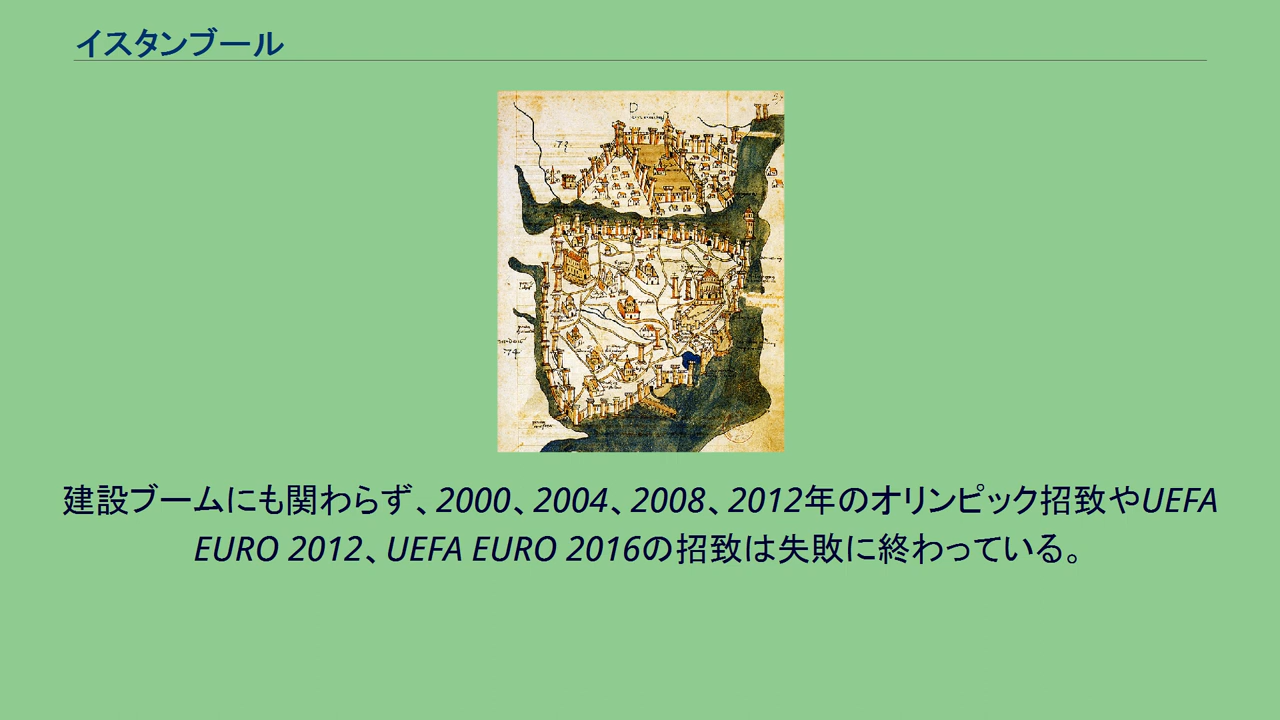 イスタンブール
建設ブームにも関わらず、2000、2004、2008、2012年のオリンピック招致やUEFA
EURO 2012、UEFA EURO 2016の招致は失敗に終わっている。